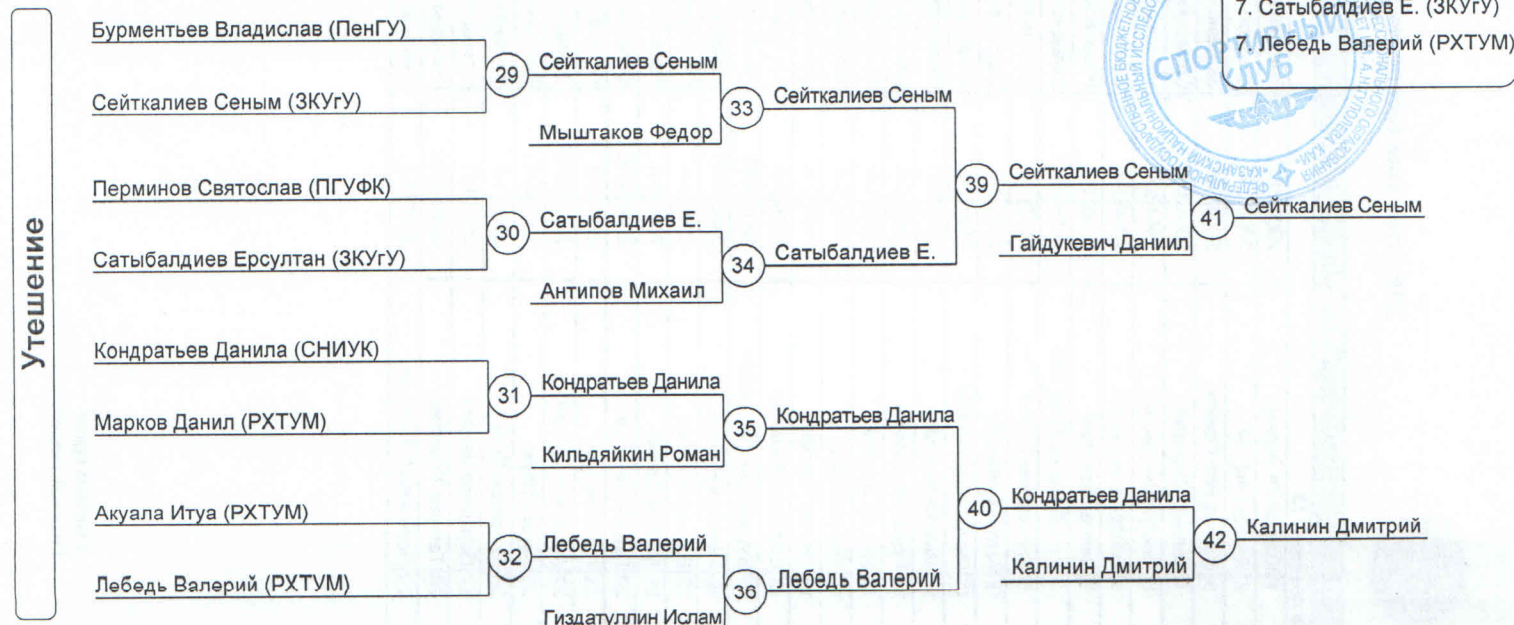 7. Сатыбалдиев Е. (ЗКУгУ)
7. Лебедь Валерий (РХТУМ)
СПОРТИВНЫЙ
КЛУБ
Утешение
Бурментьев Владислав (ПенГУ)
29
Сейткалиев Сеным
Сейткалиев Сеным (ЗКУгУ)
33
Сейткалиев Сеным
Мыштаков Федор
39
Сейткалиев Сеным
Перминов Святослав (ПГУФК)
30
Сатыбалдиев Е.
41
Сейткалиев Сеным
Сатыбалдиев Ерсултан (ЗКУгУ)
34
Сатыбалдиев Е.
Гайдукевич Даниил
Антипов Михаил
Кондратьев Данила (СНИУК)
31
Кондратьев Данила
Марков Данил (РХТУМ)
35
Кондратьев Данила
Кильдяйкин Роман
40
Кондратьев Данила
Акуала Итуа (РХТУМ)
32
Лебедь Валерий
42
Калинин Дмитрий
Лебедь Валерий (РХТУМ)
36
Лебедь Валерий
Калинин Дмитрий
Гиздатуллин Ислам